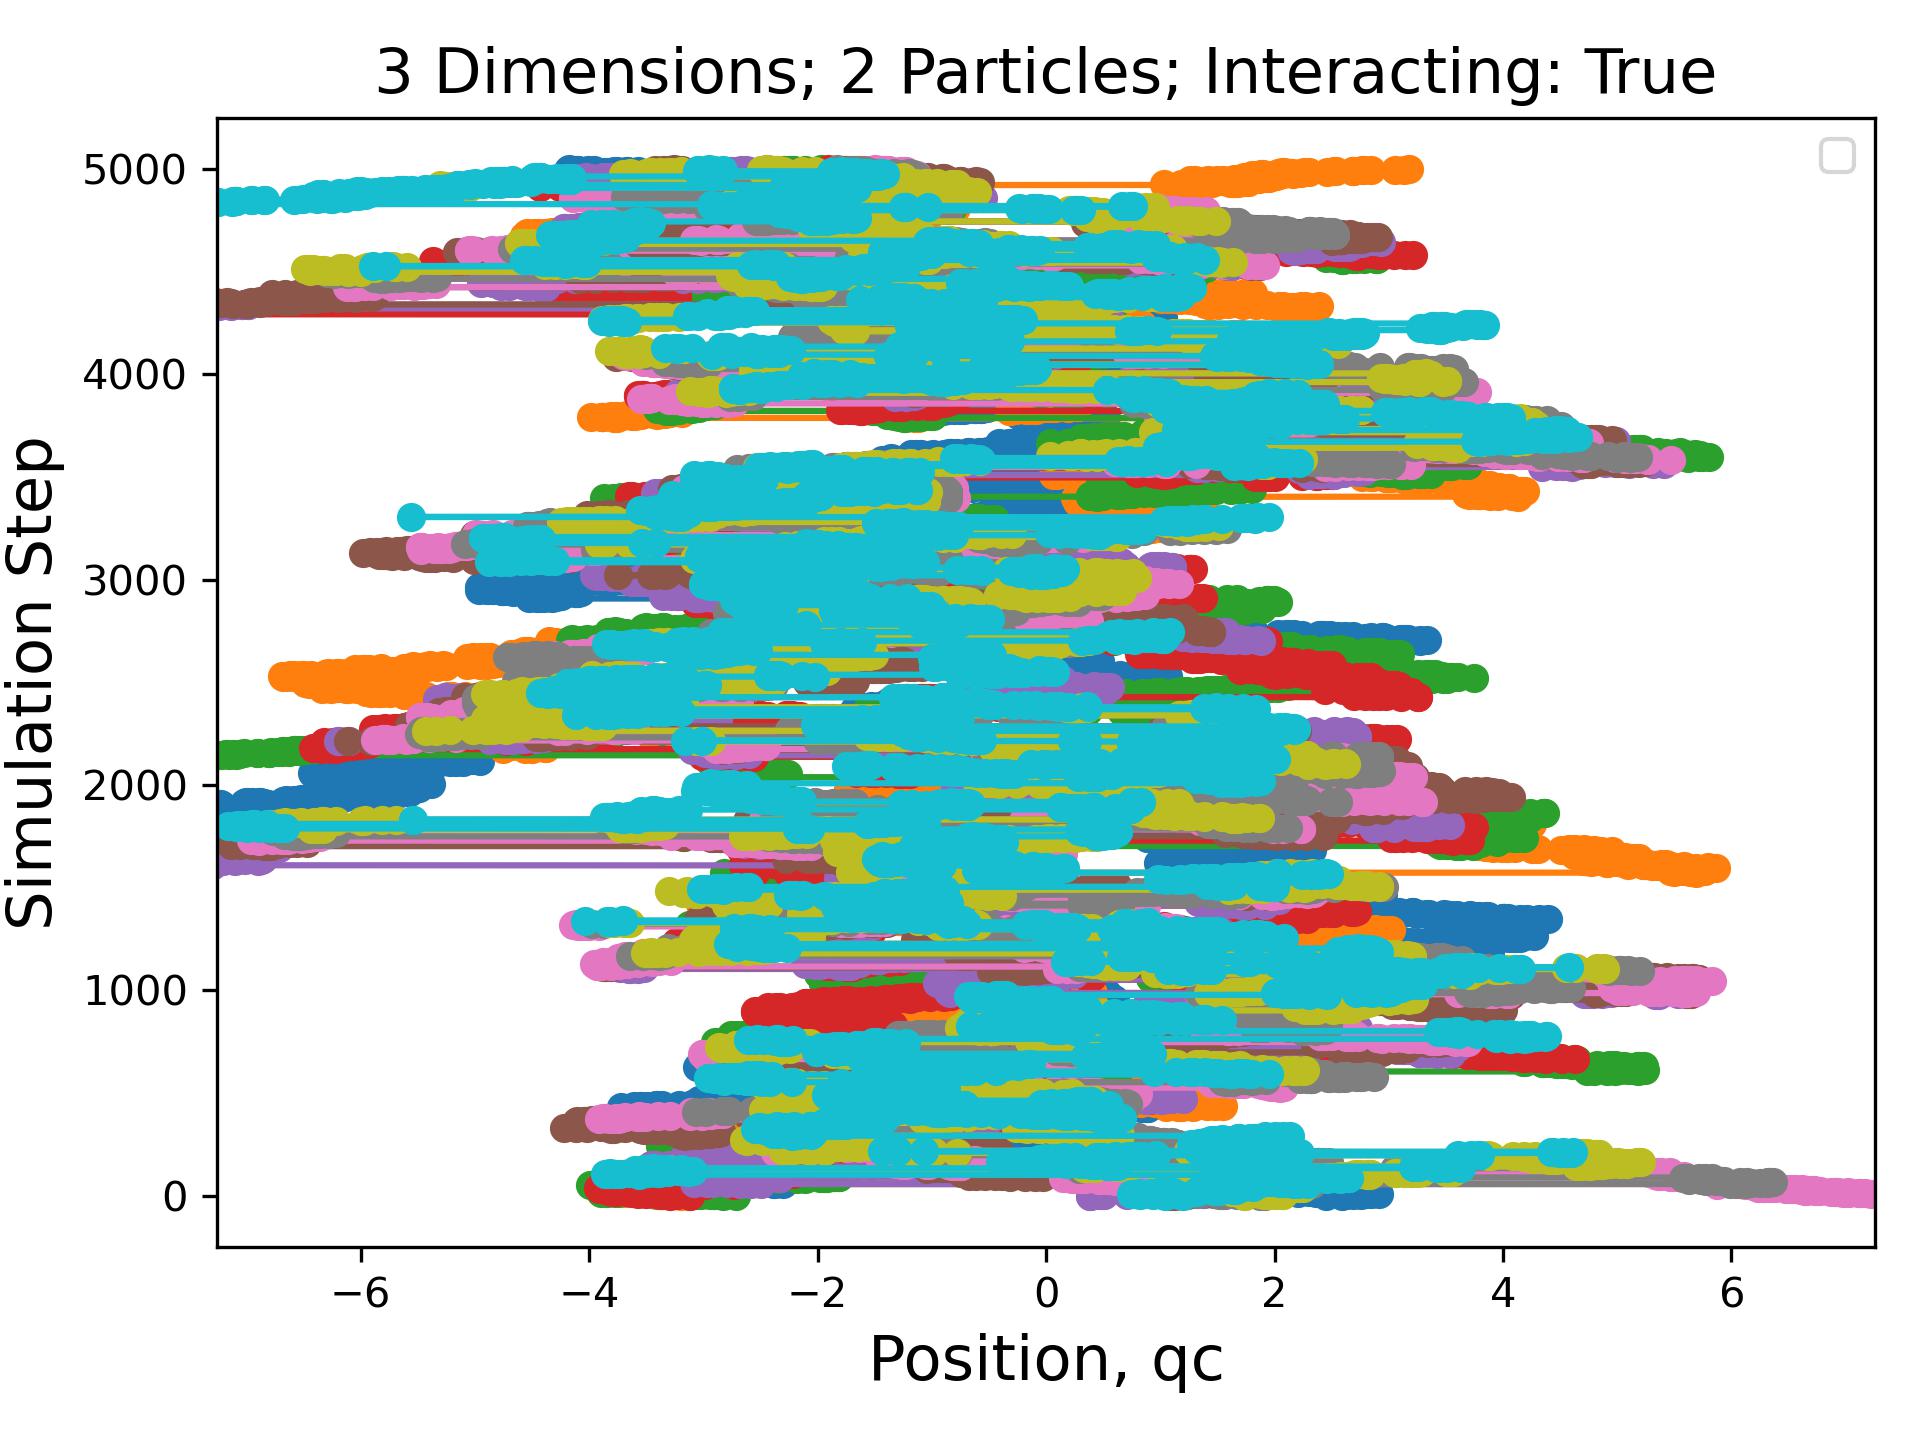 3 Dimensions; 2 Particles; Interacting: True
5000
4000
3000
2000
1000
0
Simulation Step
−6 −4 −2 0 2 4 6
Position, qc